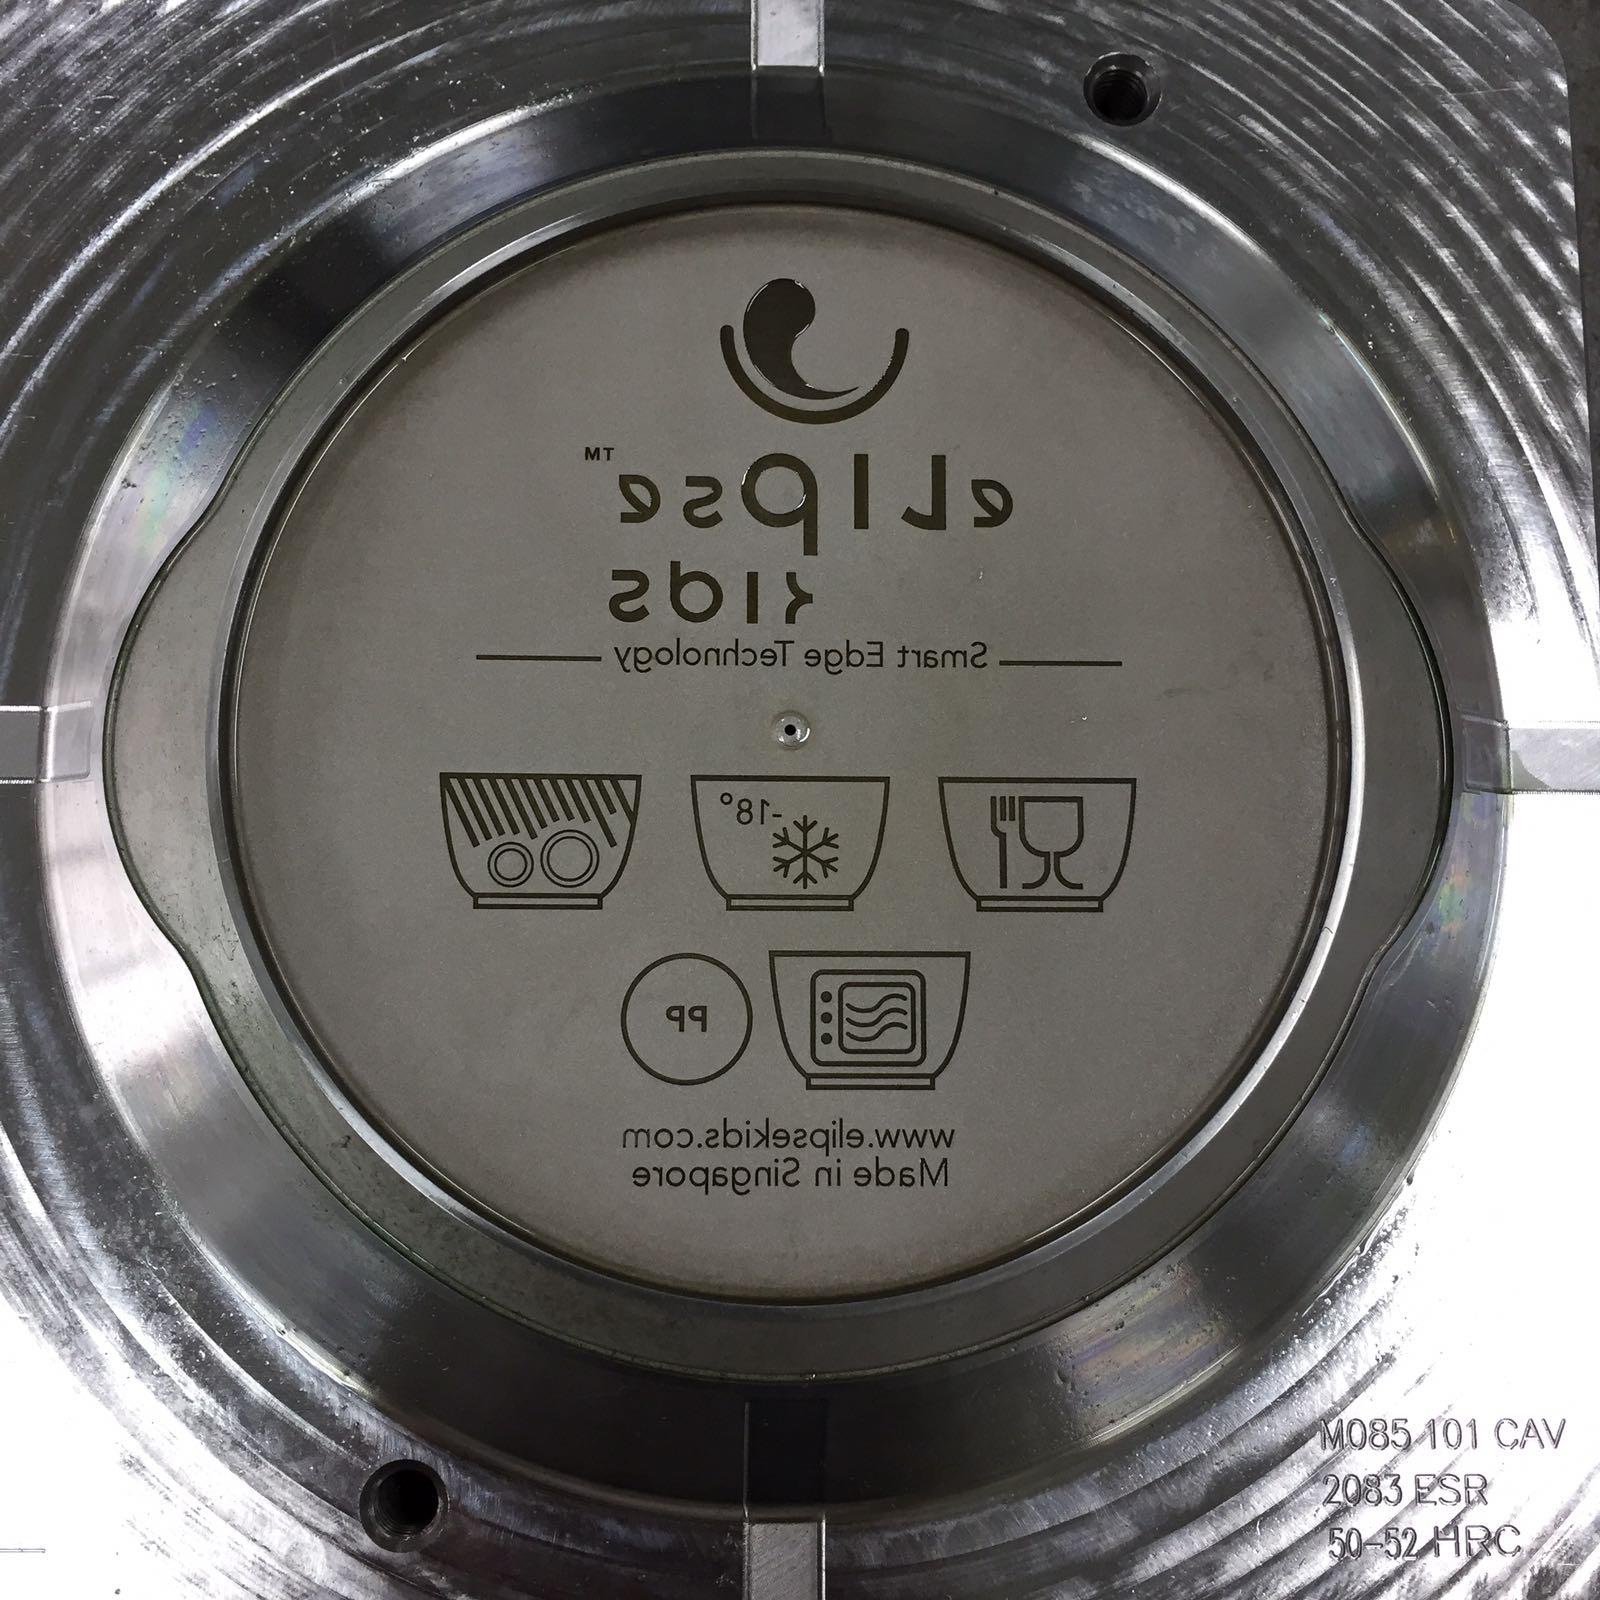 eLIpse™
kids
Smart Edge Technology
-18°
PP
www.elipsekids.com
Made in Singapore
M085 101 CAV
2083 ESR
50-52 HRC